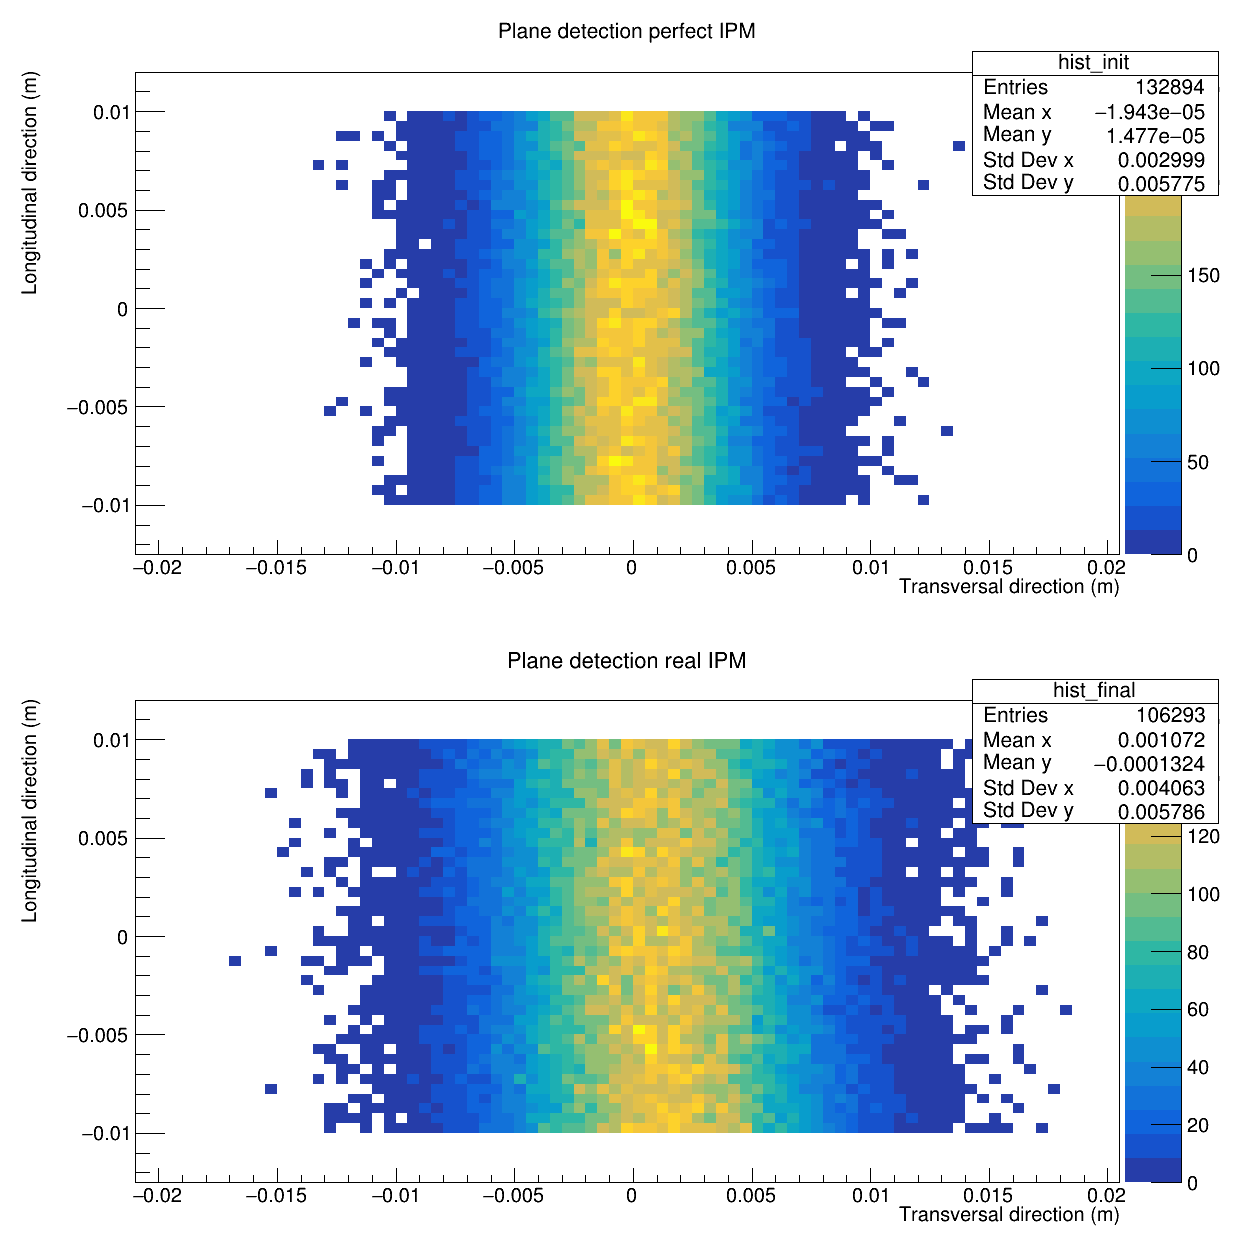 Plane detection perfect IPM
Longitudinal direction (m)
hist_init
Entries 132894
Mean x −1.943e−05
Mean y 1.477e−05
Std Dev x 0.002999
Std Dev y 0.005775
0.01
0.005
0
−0.005
−0.01
150
100
50
0
−0.02 −0.015 −0.01 −0.005 0 0.005 0.01 0.015 0.02
Transversal direction (m)
Plane detection real IPM
Longitudinal direction (m)
hist_final
Entries 106293
Mean x 0.001072
Mean y −0.0001324
Std Dev x 0.004063
Std Dev y 0.005786
0.01
0.005
0
−0.005
−0.01
120
100
80
60
40
20
0
−0.02 −0.015 −0.01 −0.005 0 0.005 0.01 0.015 0.02
Transversal direction (m)